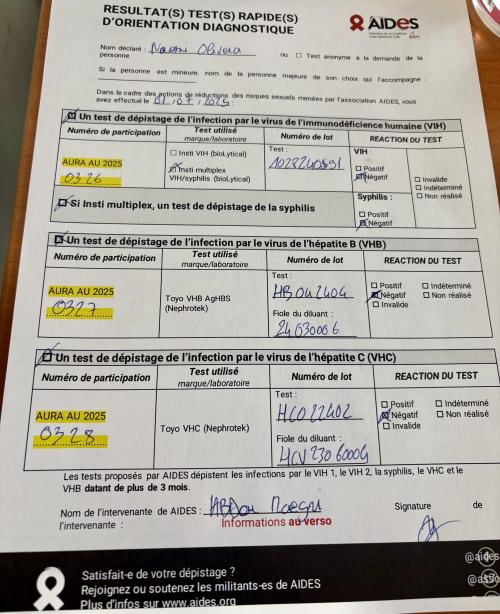 RESULTAT(S) TEST(S) RAPIDE(S)
D'ORIENTATION DIAGNOSTIQUE
AIDES
Nom déclaré : Naomi Olivera ou ☐ Test anonyme à la demande de la
personne
Si la personne est mineure, nom de la personne majeure de son choix qui l'accompagne :
Dans le cadre des actions de réductions des risques sexuels menées par l'association AIDES, vous
avez effectué le 01/07/2025:
☒ Un test de dépistage de l'infection par le virus de l'immunodéficience humaine (VIH)
Numéro de participation Test utilisé Numéro de lot REACTION DU TEST
marque/laboratoire
Test : VIH :
AURA AU 2025 ☐ Insti VIH (bioLytical) ☐ Positif ☐ Invalide
0326 ☒ Insti multiplex ☒ Négatif ☐ Indéterminé
VIH/syphilis (bioLytical) ☐ Non réalisé
☒ Si Insti multiplex, un test de dépistage de la syphilis Syphilis :
☐ Positif
☒ Négatif
☒ Un test de dépistage de l'infection par le virus de l'hépatite B (VHB)
Numéro de participation Test utilisé Numéro de lot REACTION DU TEST
marque/laboratoire
Test :
AURA AU 2025 Toyo VHB AgHBS HB042404 ☐ Positif ☐ Indéterminé
0327 (Nephrotek) Fiole du diluant : ☒ Négatif ☐ Non réalisé
24030006 ☐ Invalide
☒ Un test de dépistage de l'infection par le virus de l'hépatite C (VHC)
Numéro de participation Test utilisé Numéro de lot REACTION DU TEST
marque/laboratoire
Test :
AURA AU 2025 Toyo VHC (Nephrotek) HC022402 ☐ Positif ☐ Indéterminé
0328 Fiole du diluant : ☒ Négatif ☐ Non réalisé
☐ Invalide
Les tests proposés par AIDES dépistent les infections par le VIH 1, le VIH 2, la syphilis, le VHC et le
VHB datant de plus de 3 mois.
Nom de l'intervenante de AIDES : Signature de
l'intervenante :
Informations au verso
Satisfait-e de votre dépistage ?
Rejoignez ou soutenez les militants-es de AIDES
Plus d'infos sur www.aides.org
@aides